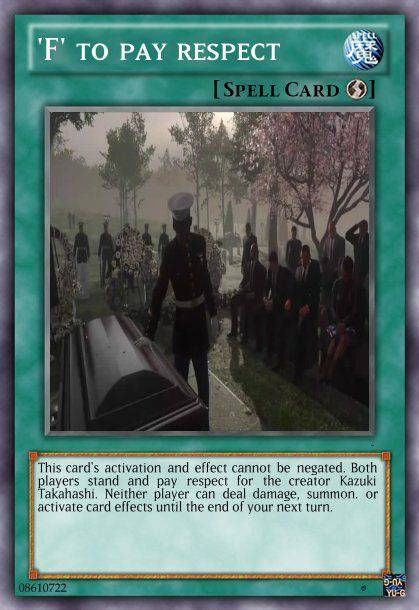 'F' to pay respect
魔
[Spell Card ]
This card's activation and effect cannot be negated. Both
players stand and pay respect for the creator Kazuki
Takahashi. Neither player can deal damage, summon. or
activate card effects until the end of your next turn.
08610722
YU-G